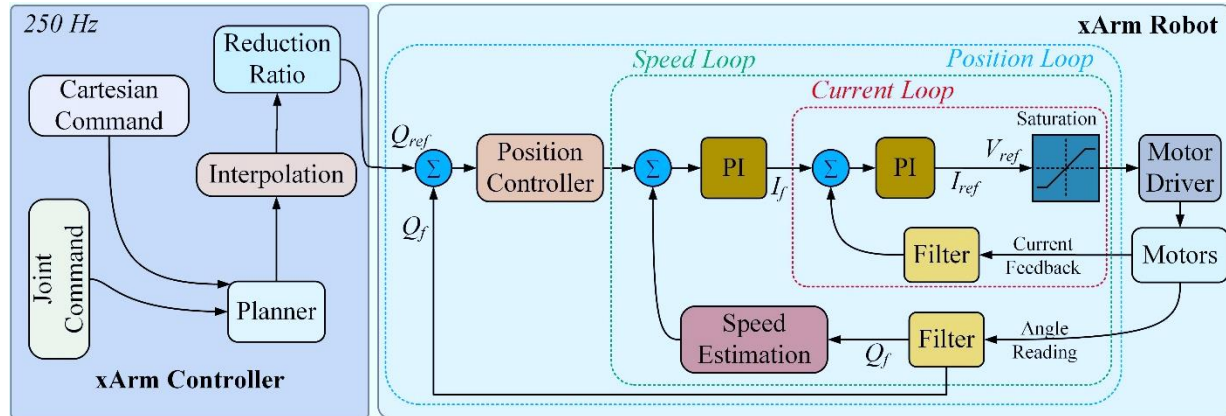 250 Hz
Reduction
Ratio
Cartesian
Command
Interpolation
Joint
Command
Planner
xArm Controller
xArm Robot
Position Loop
Speed Loop
Current Loop
Q_ref
Σ
Position
Controller
Σ
PI
I_f
Σ
PI
V_ref
I_ref
Saturation
Motor
Driver
Q_f
Filter
Current
Feedback
Motors
Speed
Estimation
Q_f
Filter
Angle
Reading